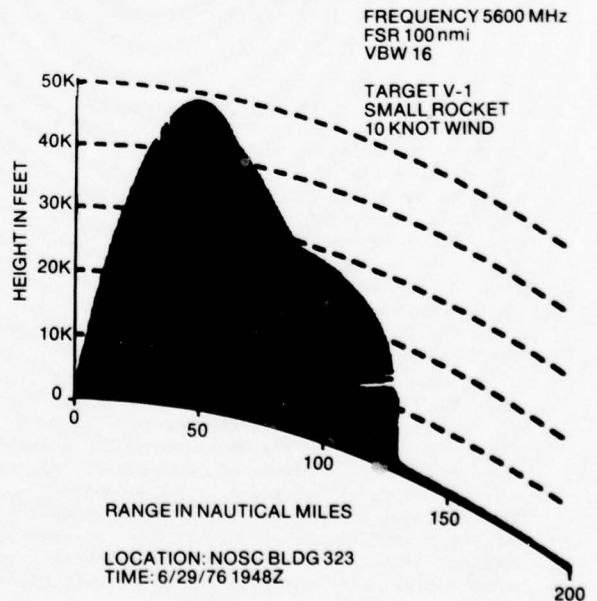 FREQUENCY 5600 MHz
FSR 100 nmi
VBW 16
TARGET V-1
SMALL ROCKET
10 KNOT WIND
50K
40K
30K
20K
10K
0
HEIGHT IN FEET
0
50
100
150
200
RANGE IN NAUTICAL MILES
LOCATION: NOSC BLDG 323
TIME: 6/29/76 1948Z